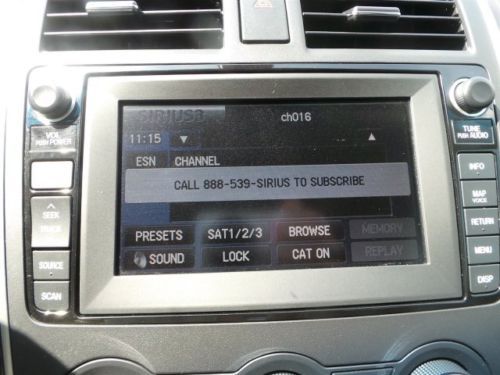 SIRIUS3
ch016
11:15
ESN CHANNEL
CALL 888-539-SIRIUS TO SUBSCRIBE
PRESETS SAT1/2/3 BROWSE MEMORY
SOUND LOCK CAT ON REPLAY
VOL
PUSH POWER
SEEK
TRACK
SOURCE
SCAN
TUNE
PUSH AUDIO
INFO
MAP
VOICE
RETURN
MENU
DISP